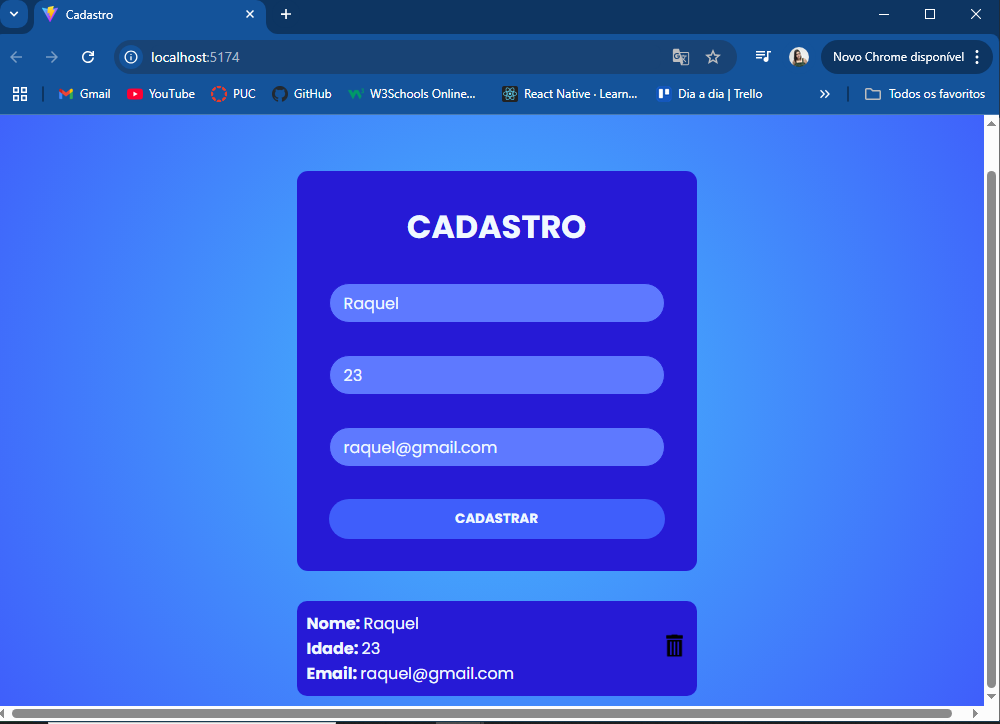 Cadastro
localhost:5174
Novo Chrome disponível
Gmail
YouTube
PUC
GitHub
W3Schools Online...
React Native · Learn...
Dia a dia | Trello
Todos os favoritos
CADASTRO
Raquel
23
raquel@gmail.com
CADASTRAR
Nome: Raquel
Idade: 23
Email: raquel@gmail.com